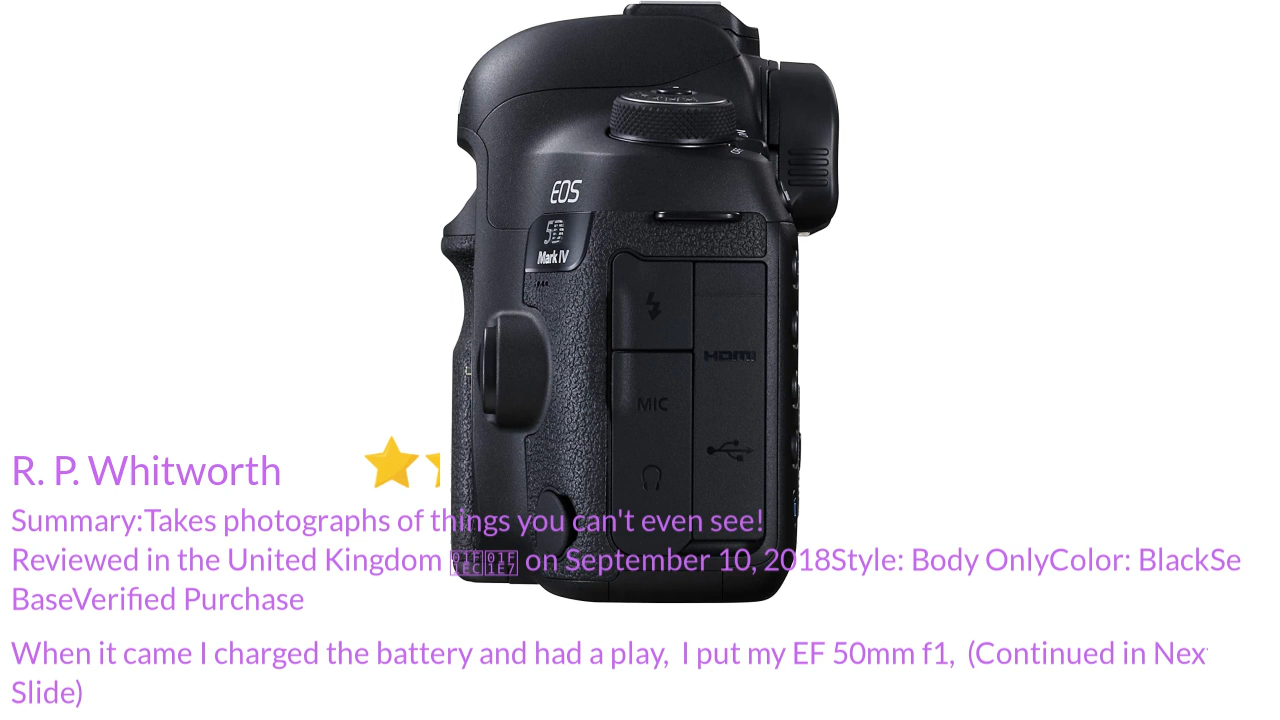 EOS
5D
Mark IV
HDMI
MIC
R. P. Whitworth
Summary:Takes photographs of things you can't even see!
Reviewed in the United Kingdom 01F1EC 01F1E7 on September 10, 2018Style: Body OnlyColor: BlackSe
BaseVerified Purchase
When it came I charged the battery and had a play,  I put my EF 50mm f1,  (Continued in Nex
Slide)